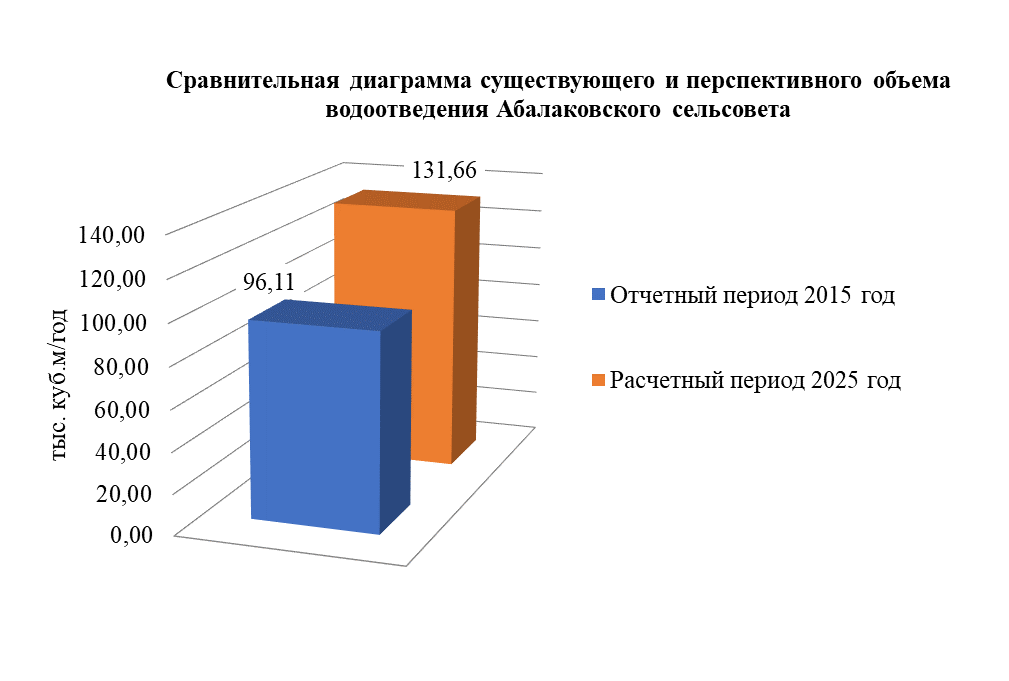 Сравнительная диаграмма существующего и перспективного объема
водоотведения Абалаковского сельсовета
131,66
140,00
120,00
96,11
100,00
80,00
60,00
40,00
20,00
0,00
тыс. куб.м/год
Отчетный период 2015 год
Расчетный период 2025 год